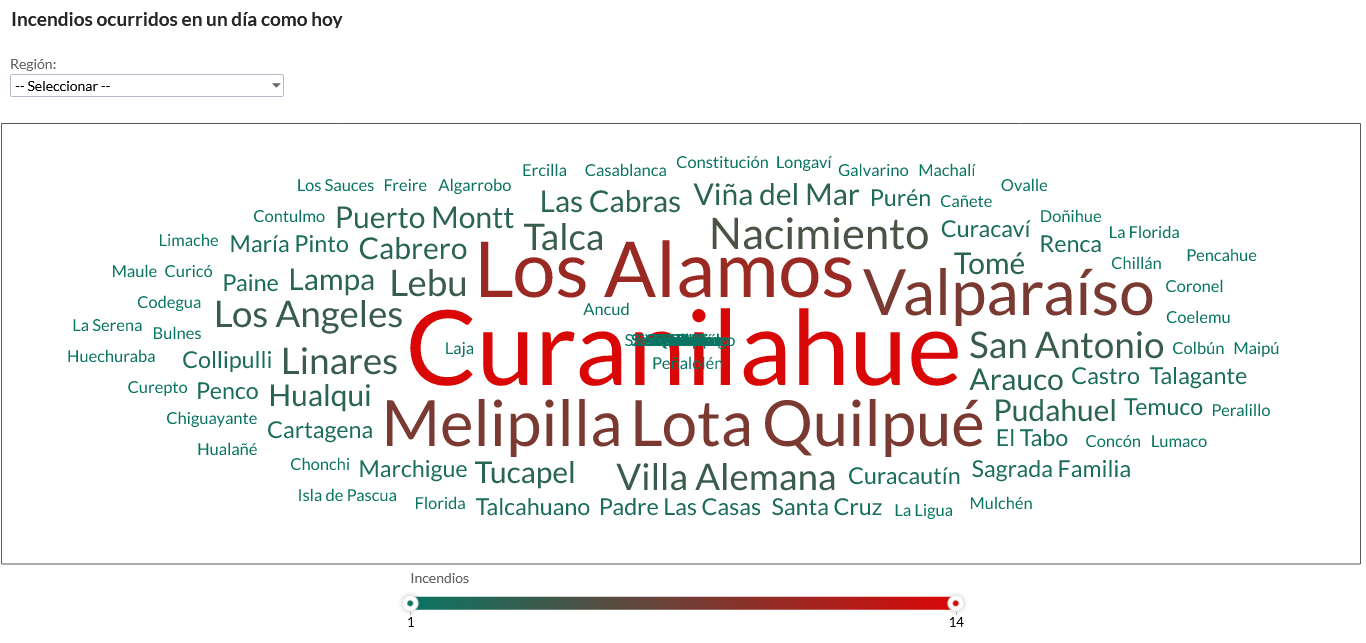 Incendios ocurridos en un día como hoy
Región:
-- Seleccionar --
Constitución Longaví
Ercilla Casablanca Galvarino Machalí
Los Sauces Freire Algarrobo Ovalle
Las Cabras Viña del Mar Purén Cañete
Contulmo Puerto Montt Doñihue
Talca Nacimiento Curacaví La Florida
Limache María Pinto Cabrero Renca
Pencahue
Maule Curicó Los Alamos Tomé Chillán
Paine Lampa Lebu Valparaíso Coronel
Codegua Los Angeles Ancud Coelemu
La Serena Bulnes
Huechuraba Laja Curanilahue San Antonio Colbún Maipú
Collipulli Linares Peñalolén
Curepto Penco Hualqui Arauco Castro Talagante
Chiguayante Pudahuel Temuco Peralillo
Cartagena Melipilla Lota Quilpué El Tabo Concón Lumaco
Hualañé
Chonchi Marchigue Tucapel Villa Alemana Curacautín Sagrada Familia
Isla de Pascua Florida Talcahuano Padre Las Casas Santa Cruz La Ligua Mulchén
Incendios
1 14